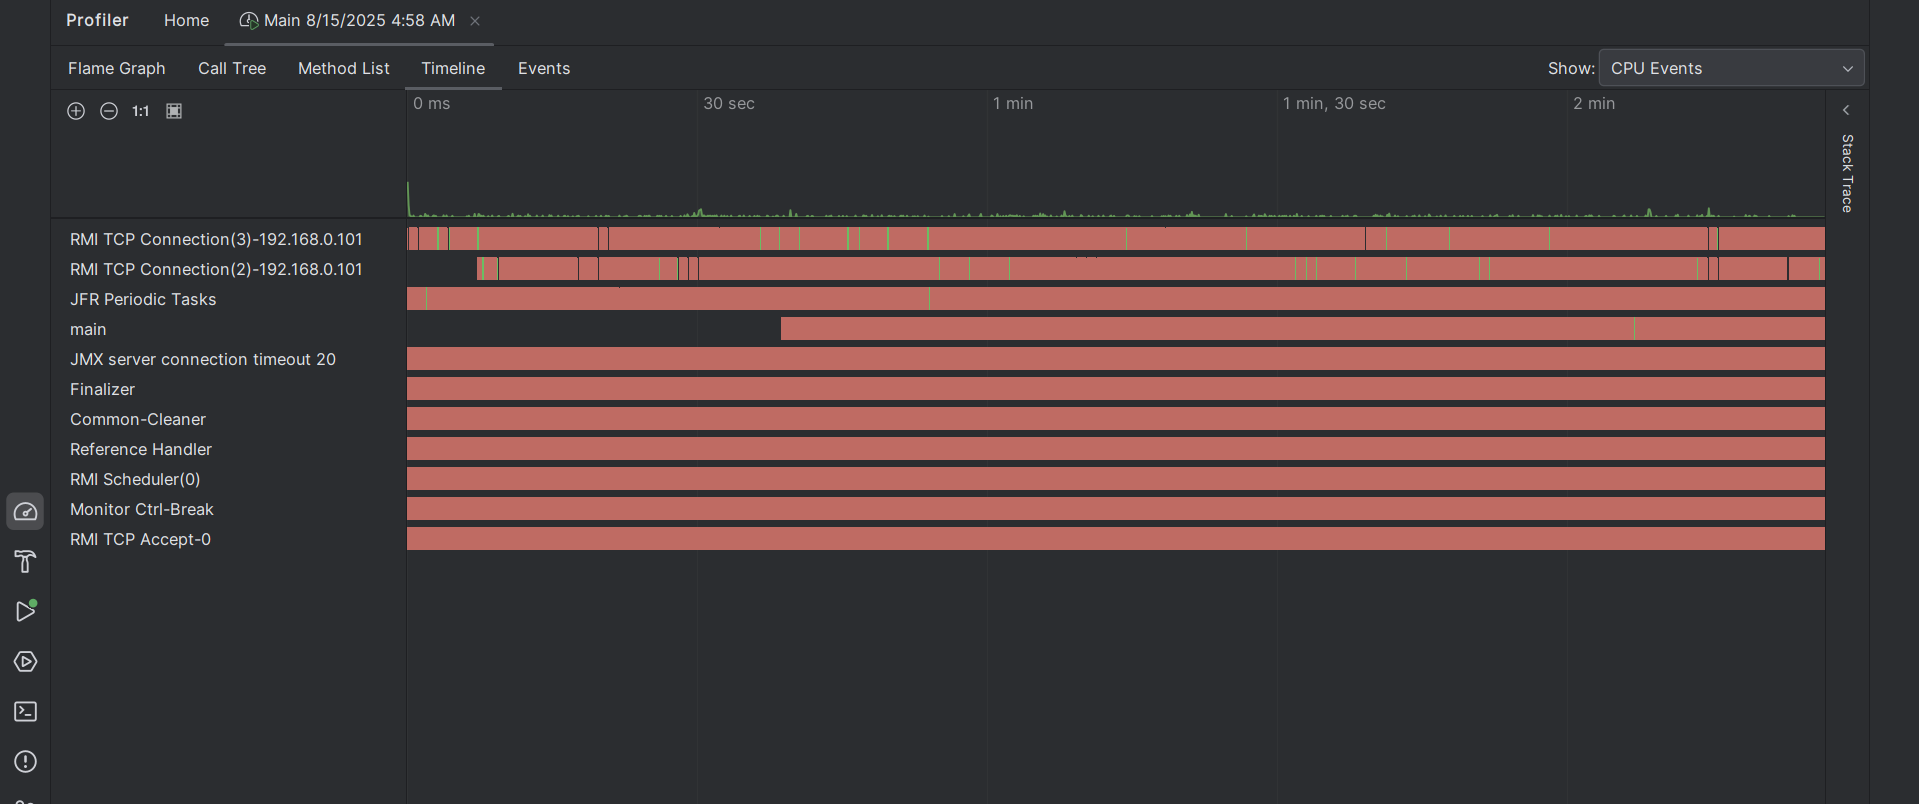 Profiler Home Main 8/15/2025 4:58 AM
Flame Graph Call Tree Method List Timeline Events Show: CPU Events
1:1 0 ms 30 sec 1 min 1 min, 30 sec 2 min
Stack Trace
RMI TCP Connection(3)-192.168.0.101
RMI TCP Connection(2)-192.168.0.101
JFR Periodic Tasks
main
JMX server connection timeout 20
Finalizer
Common-Cleaner
Reference Handler
RMI Scheduler(0)
Monitor Ctrl-Break
RMI TCP Accept-0